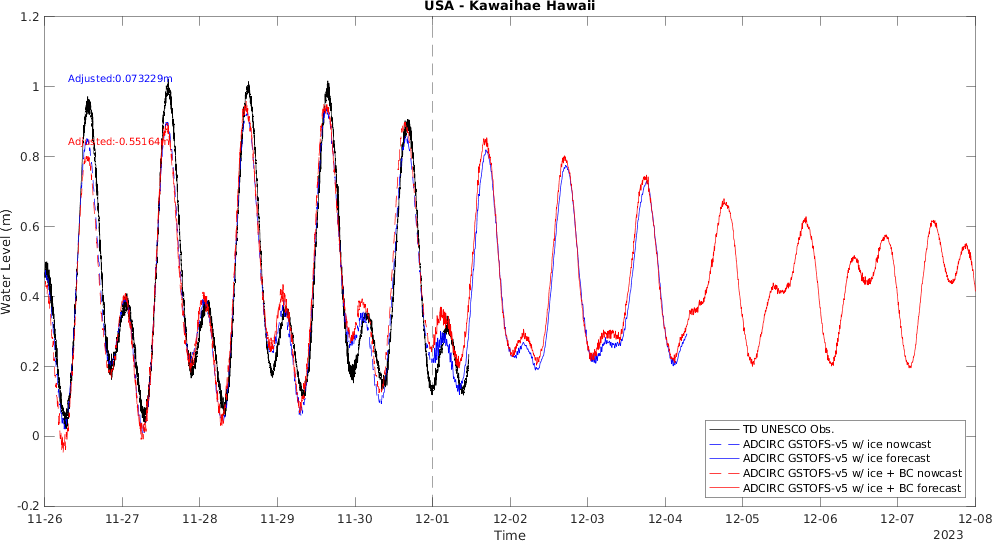 USA - Kawaihae Hawaii
1.2
1
0.8
0.6
0.4
0.2
0
-0.2
Water Level (m)
Adjusted:0.073229m
Adjusted:-0.55164m
TD UNESCO Obs.
ADCIRC GSTOFS-v5 w/ ice nowcast
ADCIRC GSTOFS-v5 w/ ice forecast
ADCIRC GSTOFS-v5 w/ ice + BC nowcast
ADCIRC GSTOFS-v5 w/ ice + BC forecast
11-26 11-27 11-28 11-29 11-30 12-01 12-02 12-03 12-04 12-05 12-06 12-07 12-08
Time
2023